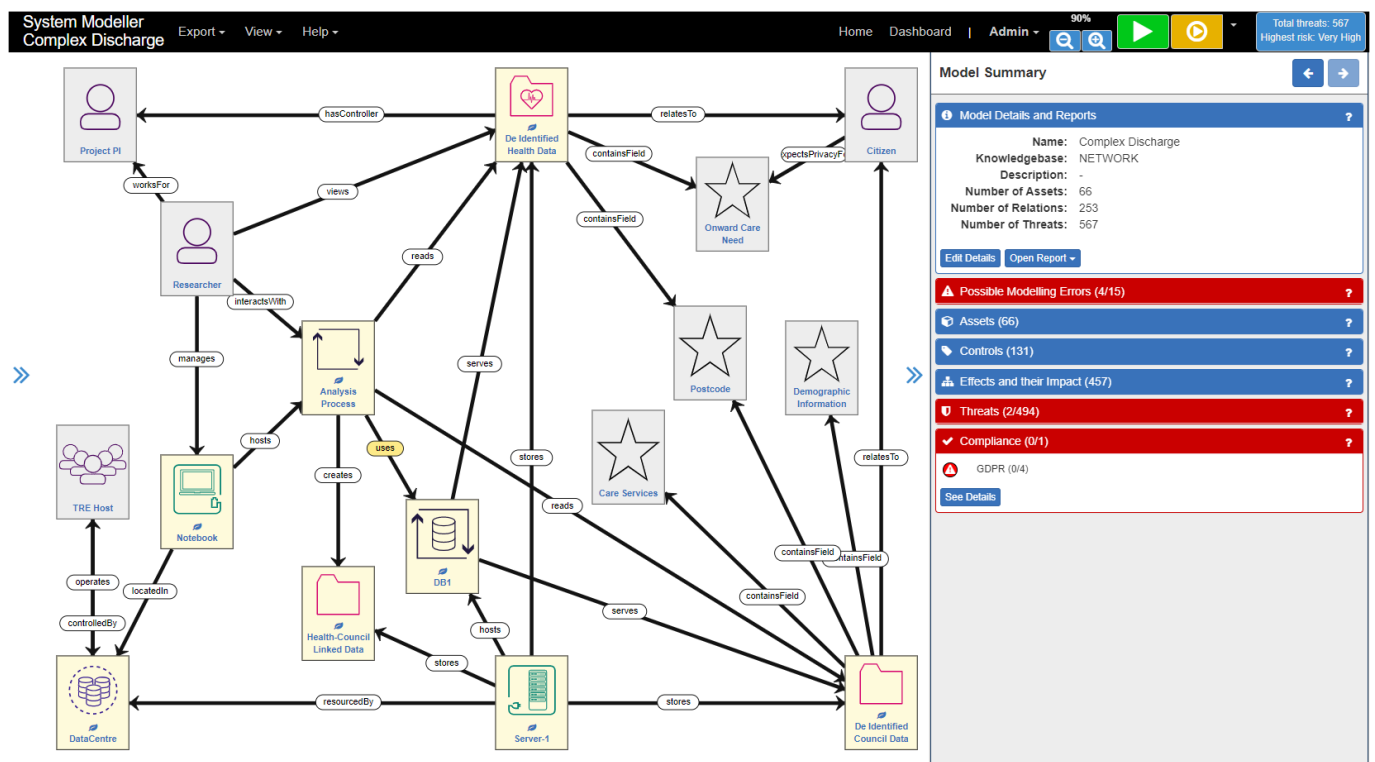 System Modeller
Complex Discharge
Export
View
Help
Home
Dashboard
|
Admin
90%
Total threats: 567
Highest risk: Very High
Project PI
hasController
De Identified
Health Data
relatesTo
Citizen
containsField
xpectsPrivacyF
worksFor
views
Onward Care
Need
containsField
Researcher
reads
interactsWith
manages
Analysis
Process
serves
Postcode
Demographic
Information
uses
hosts
creates
stores
Care Services
relatesTo
TRE Host
Notebook
reads
DB1
containsField
ntainsField
operates
locatedIn
containsField
controlledBy
serves
Health-Council
Linked Data
hosts
stores
resourcedBy
stores
DataCentre
Server-1
De Identified
Council Data
Model Summary
Model Details and Reports ?
Name: Complex Discharge
Knowledgebase: NETWORK
Description: -
Number of Assets: 66
Number of Relations: 253
Number of Threats: 567
Edit Details
Open Report
Possible Modelling Errors (4/15) ?
Assets (66) ?
Controls (131) ?
Effects and their Impact (457) ?
Threats (2/494) ?
Compliance (0/1) ?
GDPR (0/4)
See Details